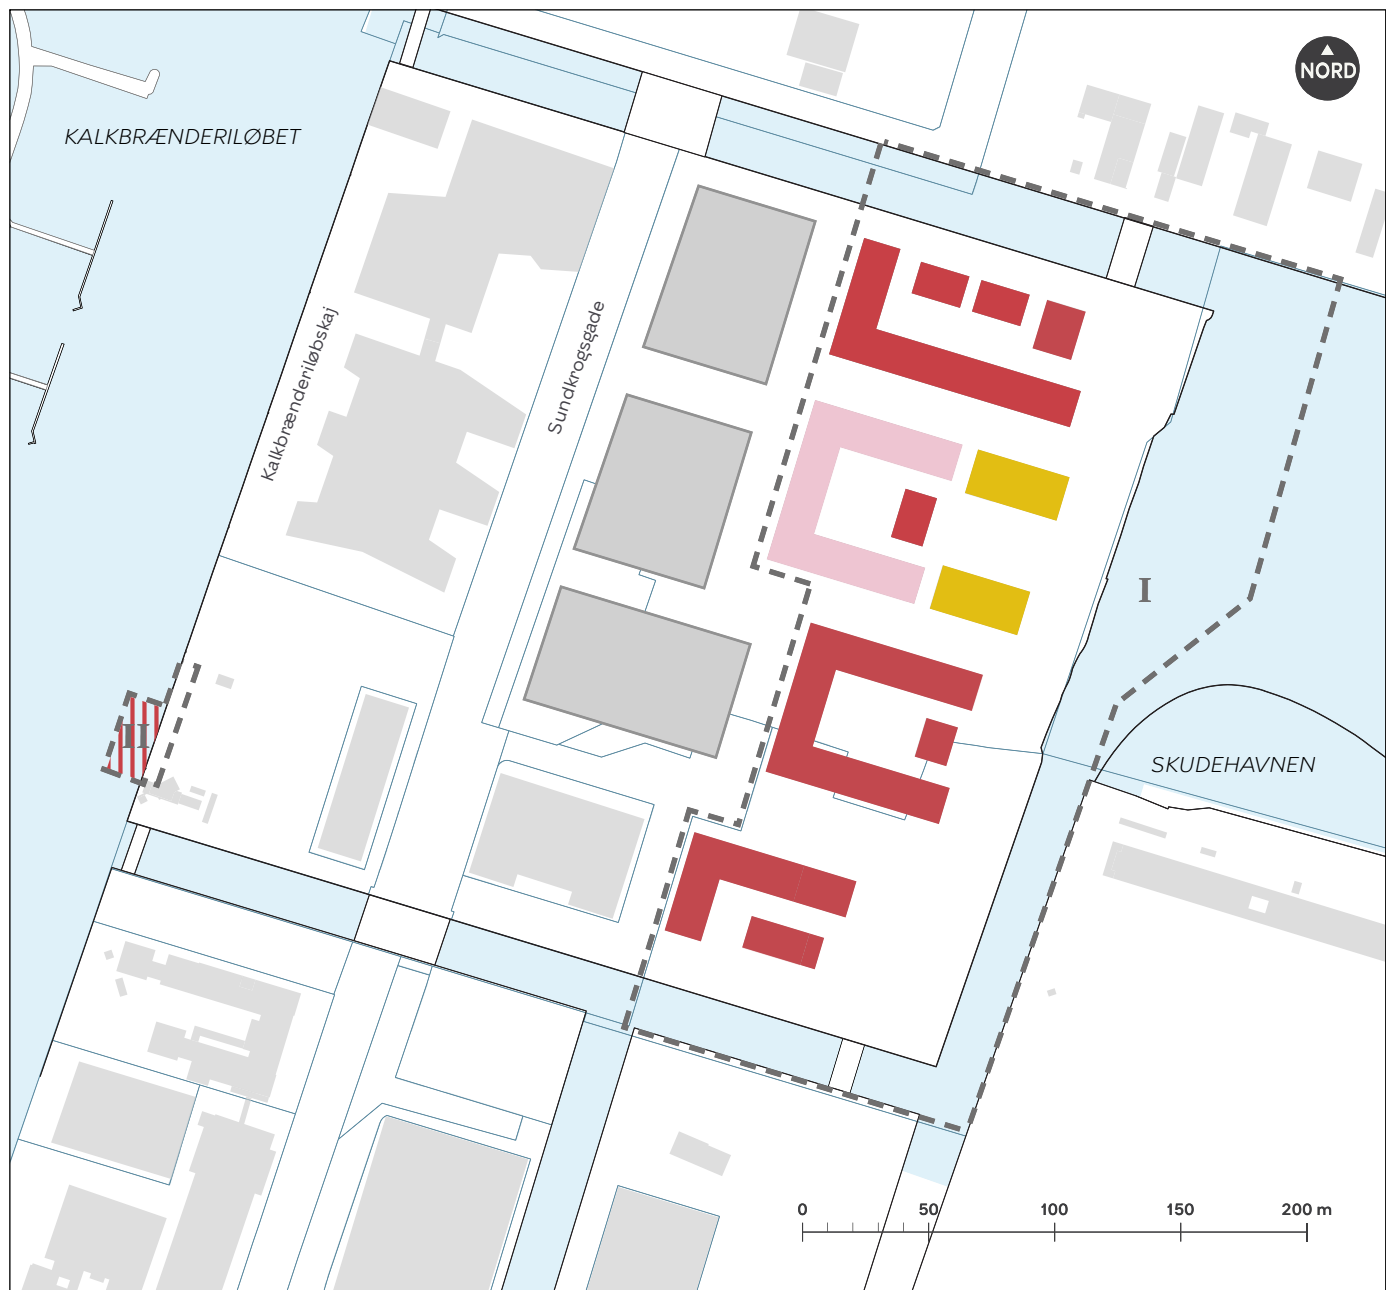 NORD
KALKBRÆNDERILØBET
Kalkbrænderiløbskaj
Sundkrogsgade
I
II
SKUDEHAVNEN
0 50 100 150 200 m